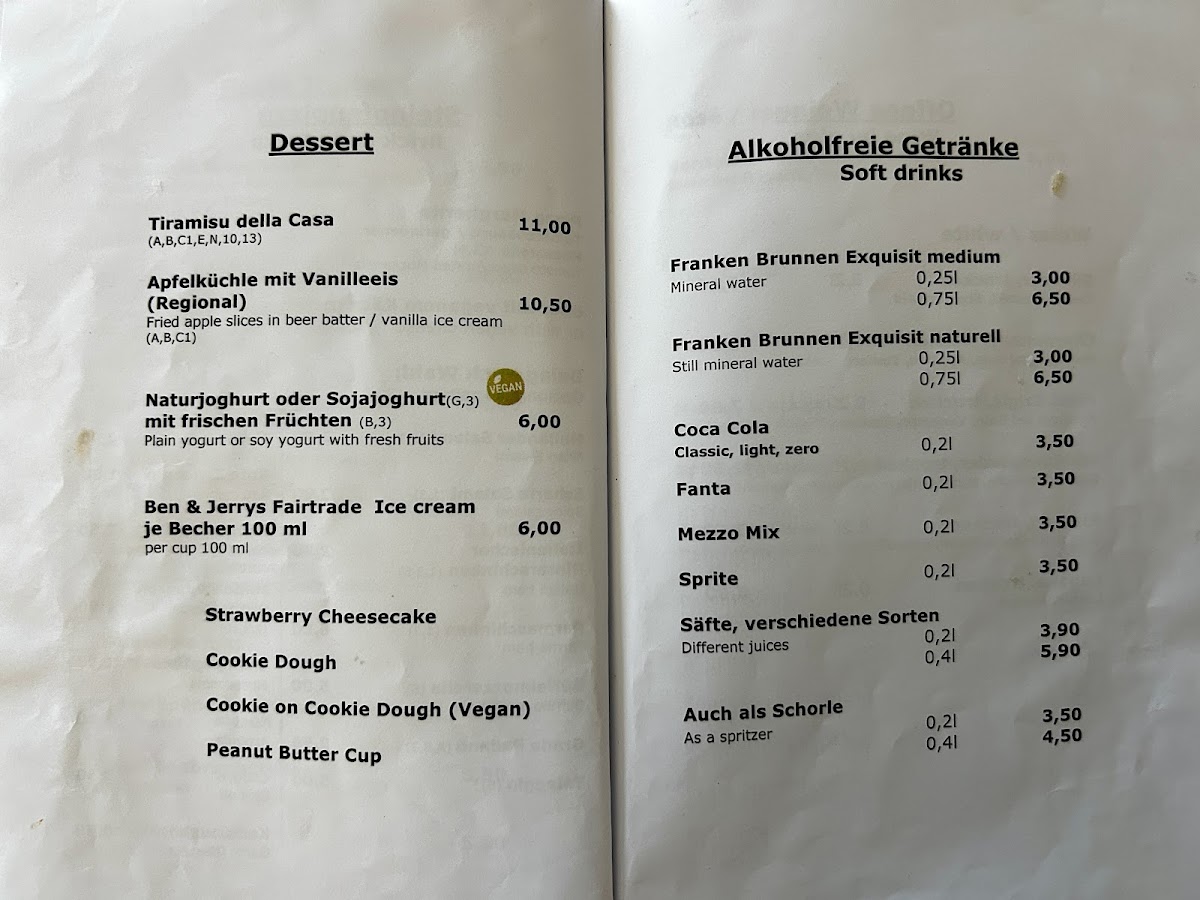 Dessert
Tiramisu della Casa 11,00
(A,B,C1,E,N,10,13)
Apfelküchle mit Vanilleeis
(Regional) 10,50
Fried apple slices in beer batter / vanilla ice cream
(A,B,C1)
VEGAN
Naturjoghurt oder Sojajoghurt(G,3)
mit frischen Früchten (B,3) 6,00
Plain yogurt or soy yogurt with fresh fruits
Ben & Jerrys Fairtrade Ice cream
je Becher 100 ml 6,00
per cup 100 ml
Strawberry Cheesecake
Cookie Dough
Cookie on Cookie Dough (Vegan)
Peanut Butter Cup
Alkoholfreie Getränke
Soft drinks
Franken Brunnen Exquisit medium
Mineral water 0,25l 3,00
0,75l 6,50
Franken Brunnen Exquisit naturell
Still mineral water 0,25l 3,00
0,75l 6,50
Coca Cola
Classic, light, zero 0,2l 3,50
Fanta 0,2l 3,50
Mezzo Mix 0,2l 3,50
Sprite 0,2l 3,50
Säfte, verschiedene Sorten
Different juices 0,2l 3,90
0,4l 5,90
Auch als Schorle
As a spritzer 0,2l 3,50
0,4l 4,50